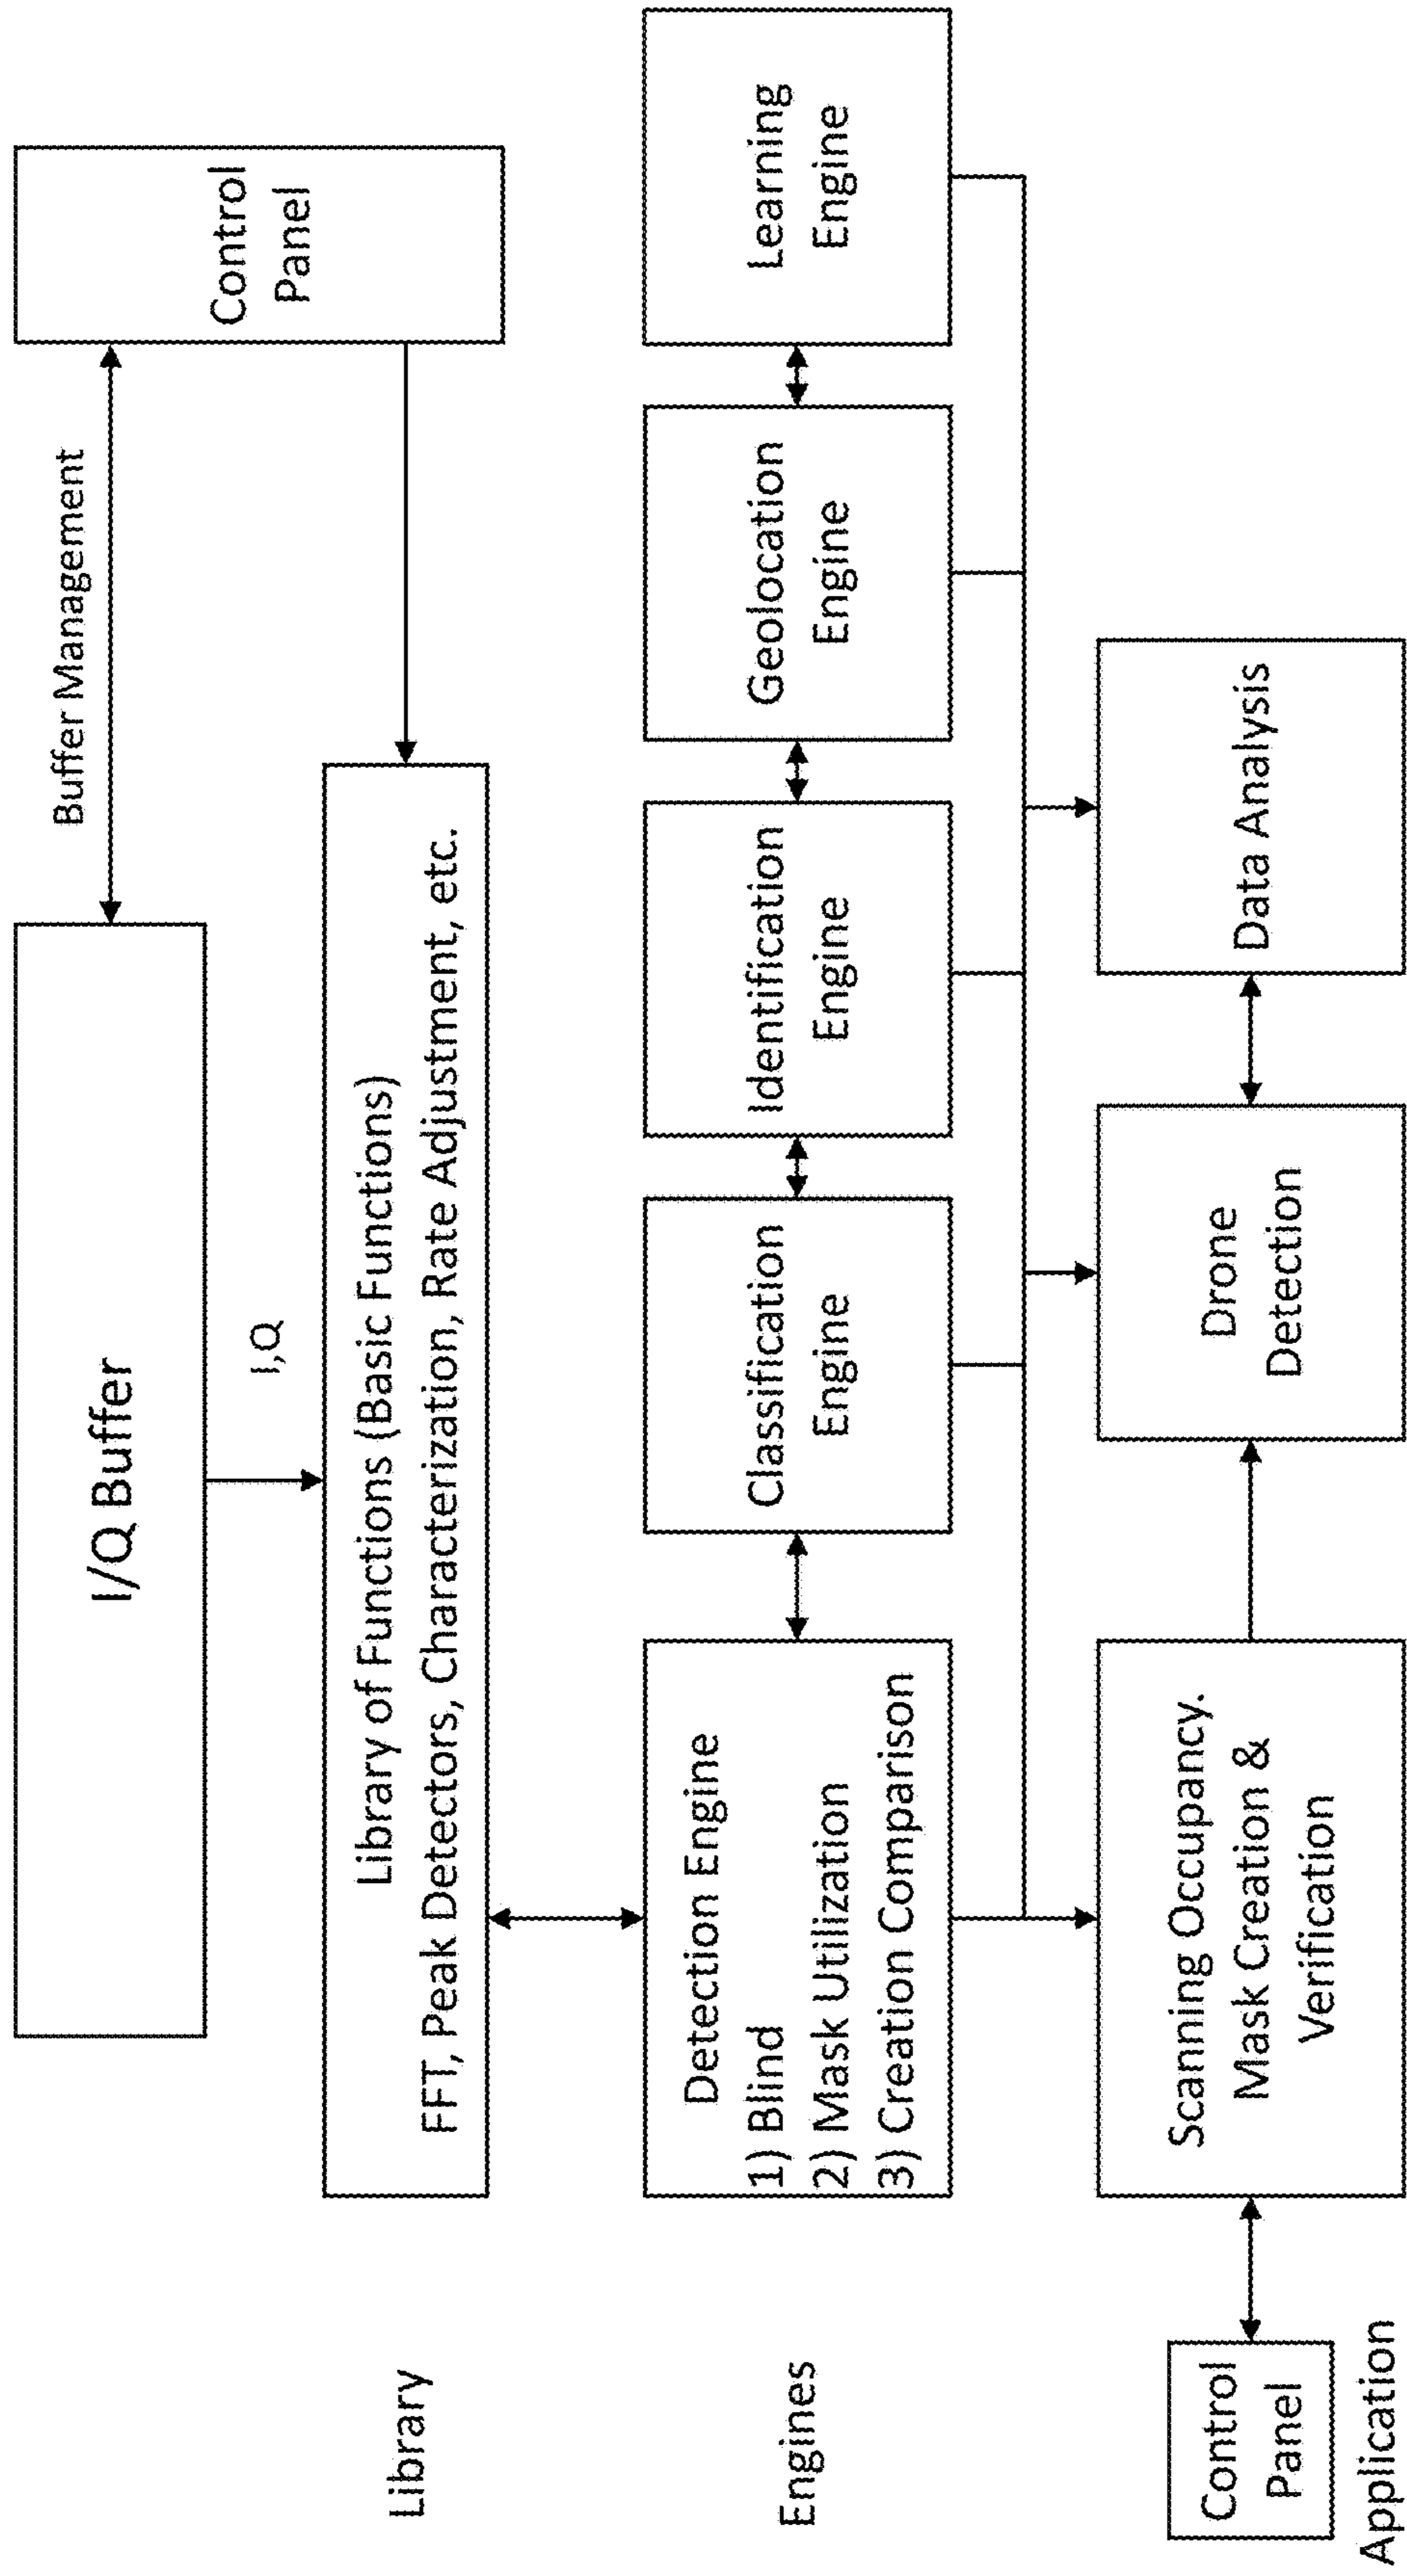 I/Q Buffer
Buffer Management
Control
Panel
I,Q
Library
Library of Functions (Basic Functions)
FFT, Peak Detectors, Characterization, Rate Adjustment, etc.
Engines
Detection Engine
1) Blind
2) Mask Utilization
3) Creation Comparison
Classification
Engine
Identification
Engine
Geolocation
Engine
Learning
Engine
Control
Panel
Application
Scanning Occupancy.
Mask Creation &
Verification
Drone
Detection
Data Analysis